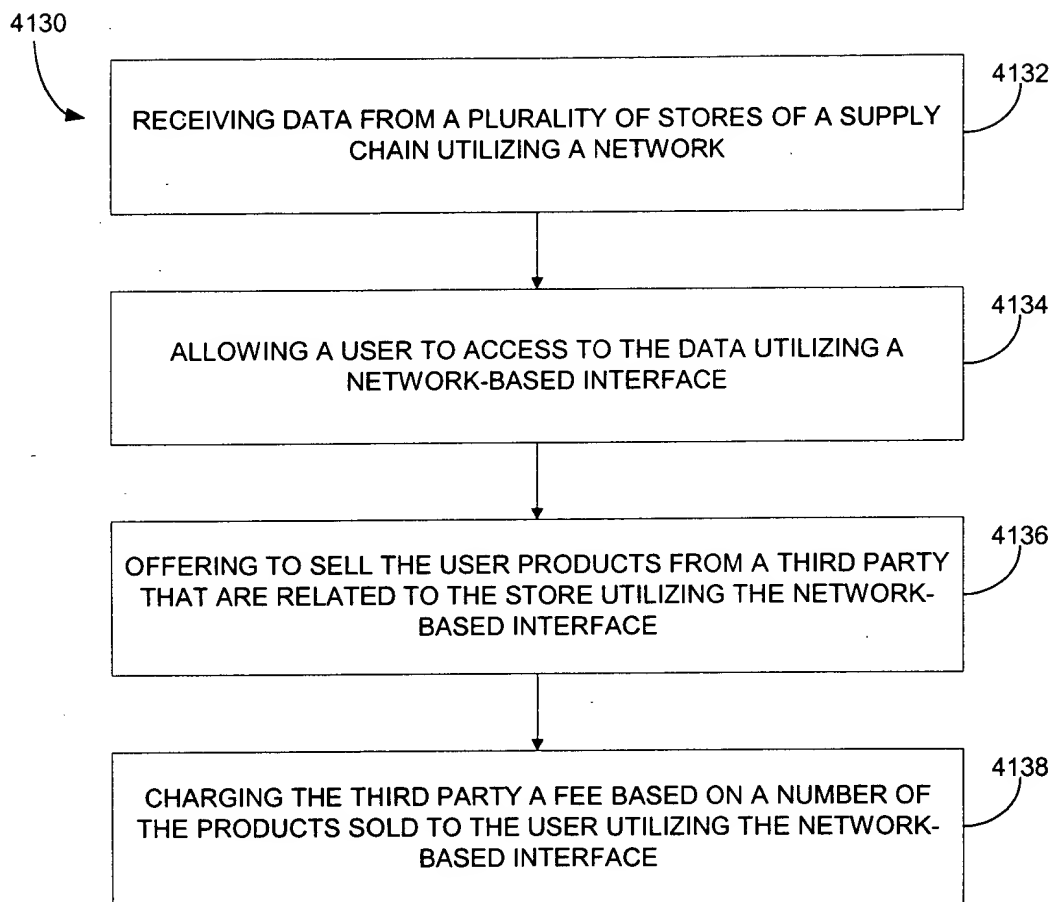 4130
4132
RECEIVING DATA FROM A PLURALITY OF STORES OF A SUPPLY
CHAIN UTILIZING A NETWORK
4134
ALLOWING A USER TO ACCESS TO THE DATA UTILIZING A
NETWORK-BASED INTERFACE
4136
OFFERING TO SELL THE USER PRODUCTS FROM A THIRD PARTY
THAT ARE RELATED TO THE STORE UTILIZING THE NETWORK-
BASED INTERFACE
4138
CHARGING THE THIRD PARTY A FEE BASED ON A NUMBER OF
THE PRODUCTS SOLD TO THE USER UTILIZING THE NETWORK-
BASED INTERFACE